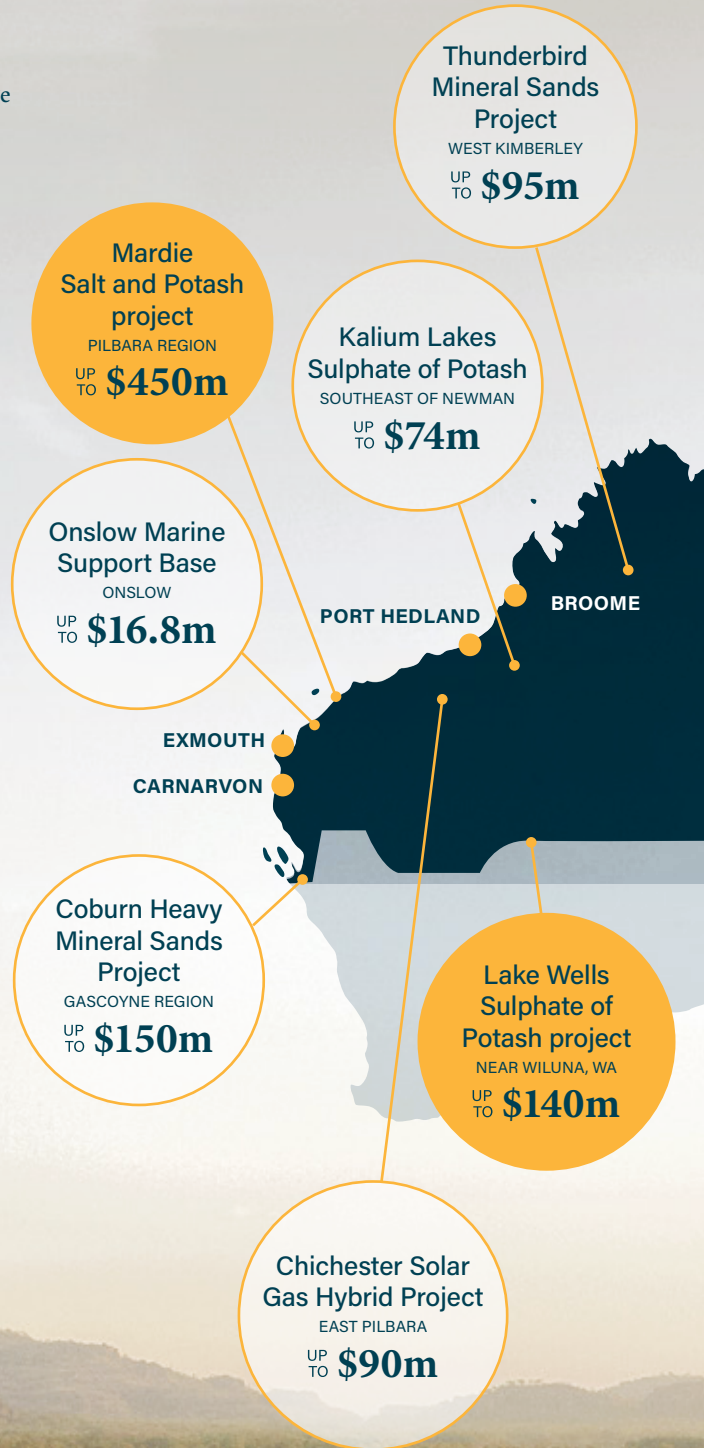 e
Thunderbird
Mineral Sands
Project
WEST KIMBERLEY
UP TO $95m
Mardie
Salt and Potash
project
PILBARA REGION
UP TO $450m
Kalium Lakes
Sulphate of Potash
SOUTHEAST OF NEWMAN
UP TO $74m
Onslow Marine
Support Base
ONSLOW
UP TO $16.8m
PORT HEDLAND
BROOME
EXMOUTH
CARNARVON
Coburn Heavy
Mineral Sands
Project
GASCOYNE REGION
UP TO $150m
Lake Wells
Sulphate of
Potash project
NEAR WILUNA, WA
UP TO $140m
Chichester Solar
Gas Hybrid Project
EAST PILBARA
UP TO $90m